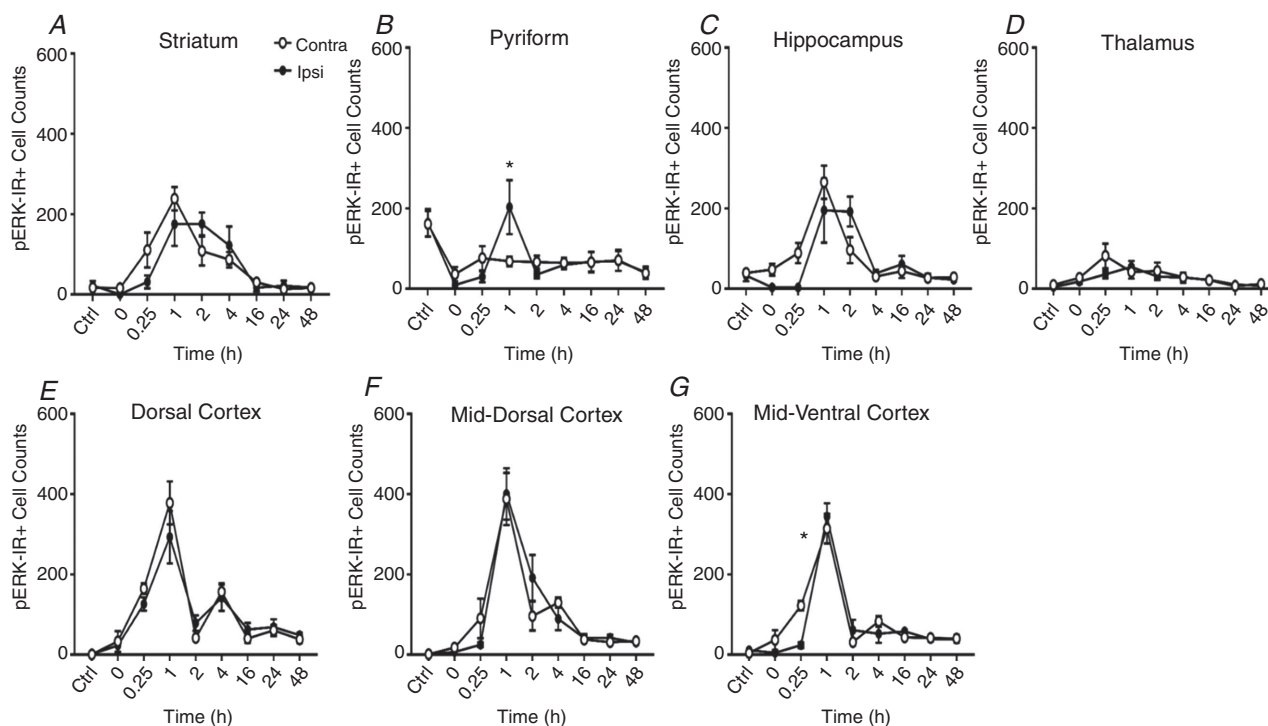 A
Striatum
Contra
Ipsi
pERK-IR+ Cell Counts
600
400
200
0
Ctrl
0
0.25
1
2
4
16
24
48
Time (h)
B
Pyriform
pERK-IR+ Cell Counts
600
400
200
0
*
Ctrl
0
0.25
1
2
4
16
24
48
Time (h)
C
Hippocampus
pERK-IR+ Cell Counts
600
400
200
0
Ctrl
0
0.25
1
2
4
16
24
48
Time (h)
D
Thalamus
pERK-IR+ Cell Counts
600
400
200
0
Ctrl
0
0.25
1
2
4
16
24
48
Time (h)
E
Dorsal Cortex
pERK-IR+ Cell Counts
600
400
200
0
Ctrl
0
0.25
1
2
4
16
24
48
Time (h)
F
Mid-Dorsal Cortex
pERK-IR+ Cell Counts
600
400
200
0
Ctrl
0
0.25
1
2
4
16
24
48
Time (h)
G
Mid-Ventral Cortex
pERK-IR+ Cell Counts
600
400
200
0
*
Ctrl
0
0.25
1
2
4
16
24
48
Time (h)